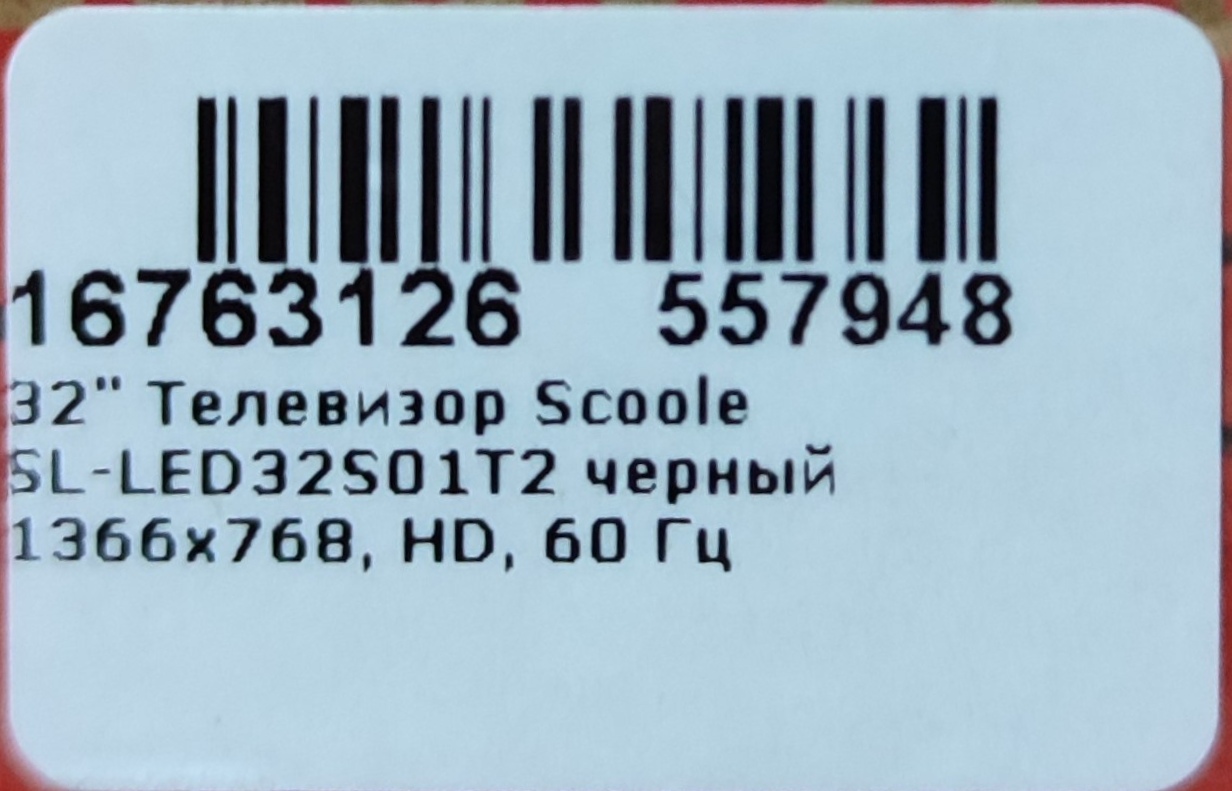 16763126 557948
32" Телевизор Scoole
SL-LED32S01T2 черный
1366x768, HD, 60 Гц